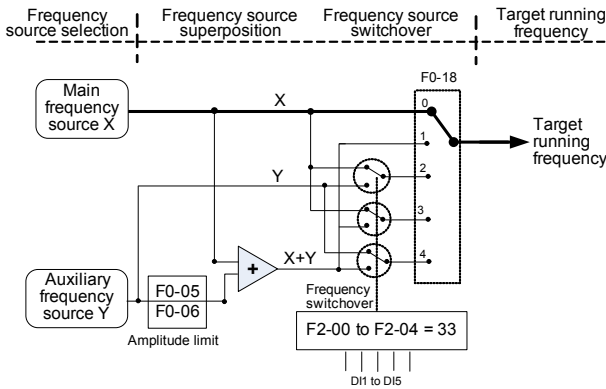 Frequency
source selection
Frequency source
superposition
Frequency source
switchover
Target running
frequency
F0-18
Main
frequency
source X
X
0
1
Target
running
frequency
2
Y
3
X+Y
4
+
Auxiliary
frequency
source Y
F0-05
F0-06
Amplitude limit
Frequency
switchover
F2-00 to F2-04 = 33
DI1 to DI5